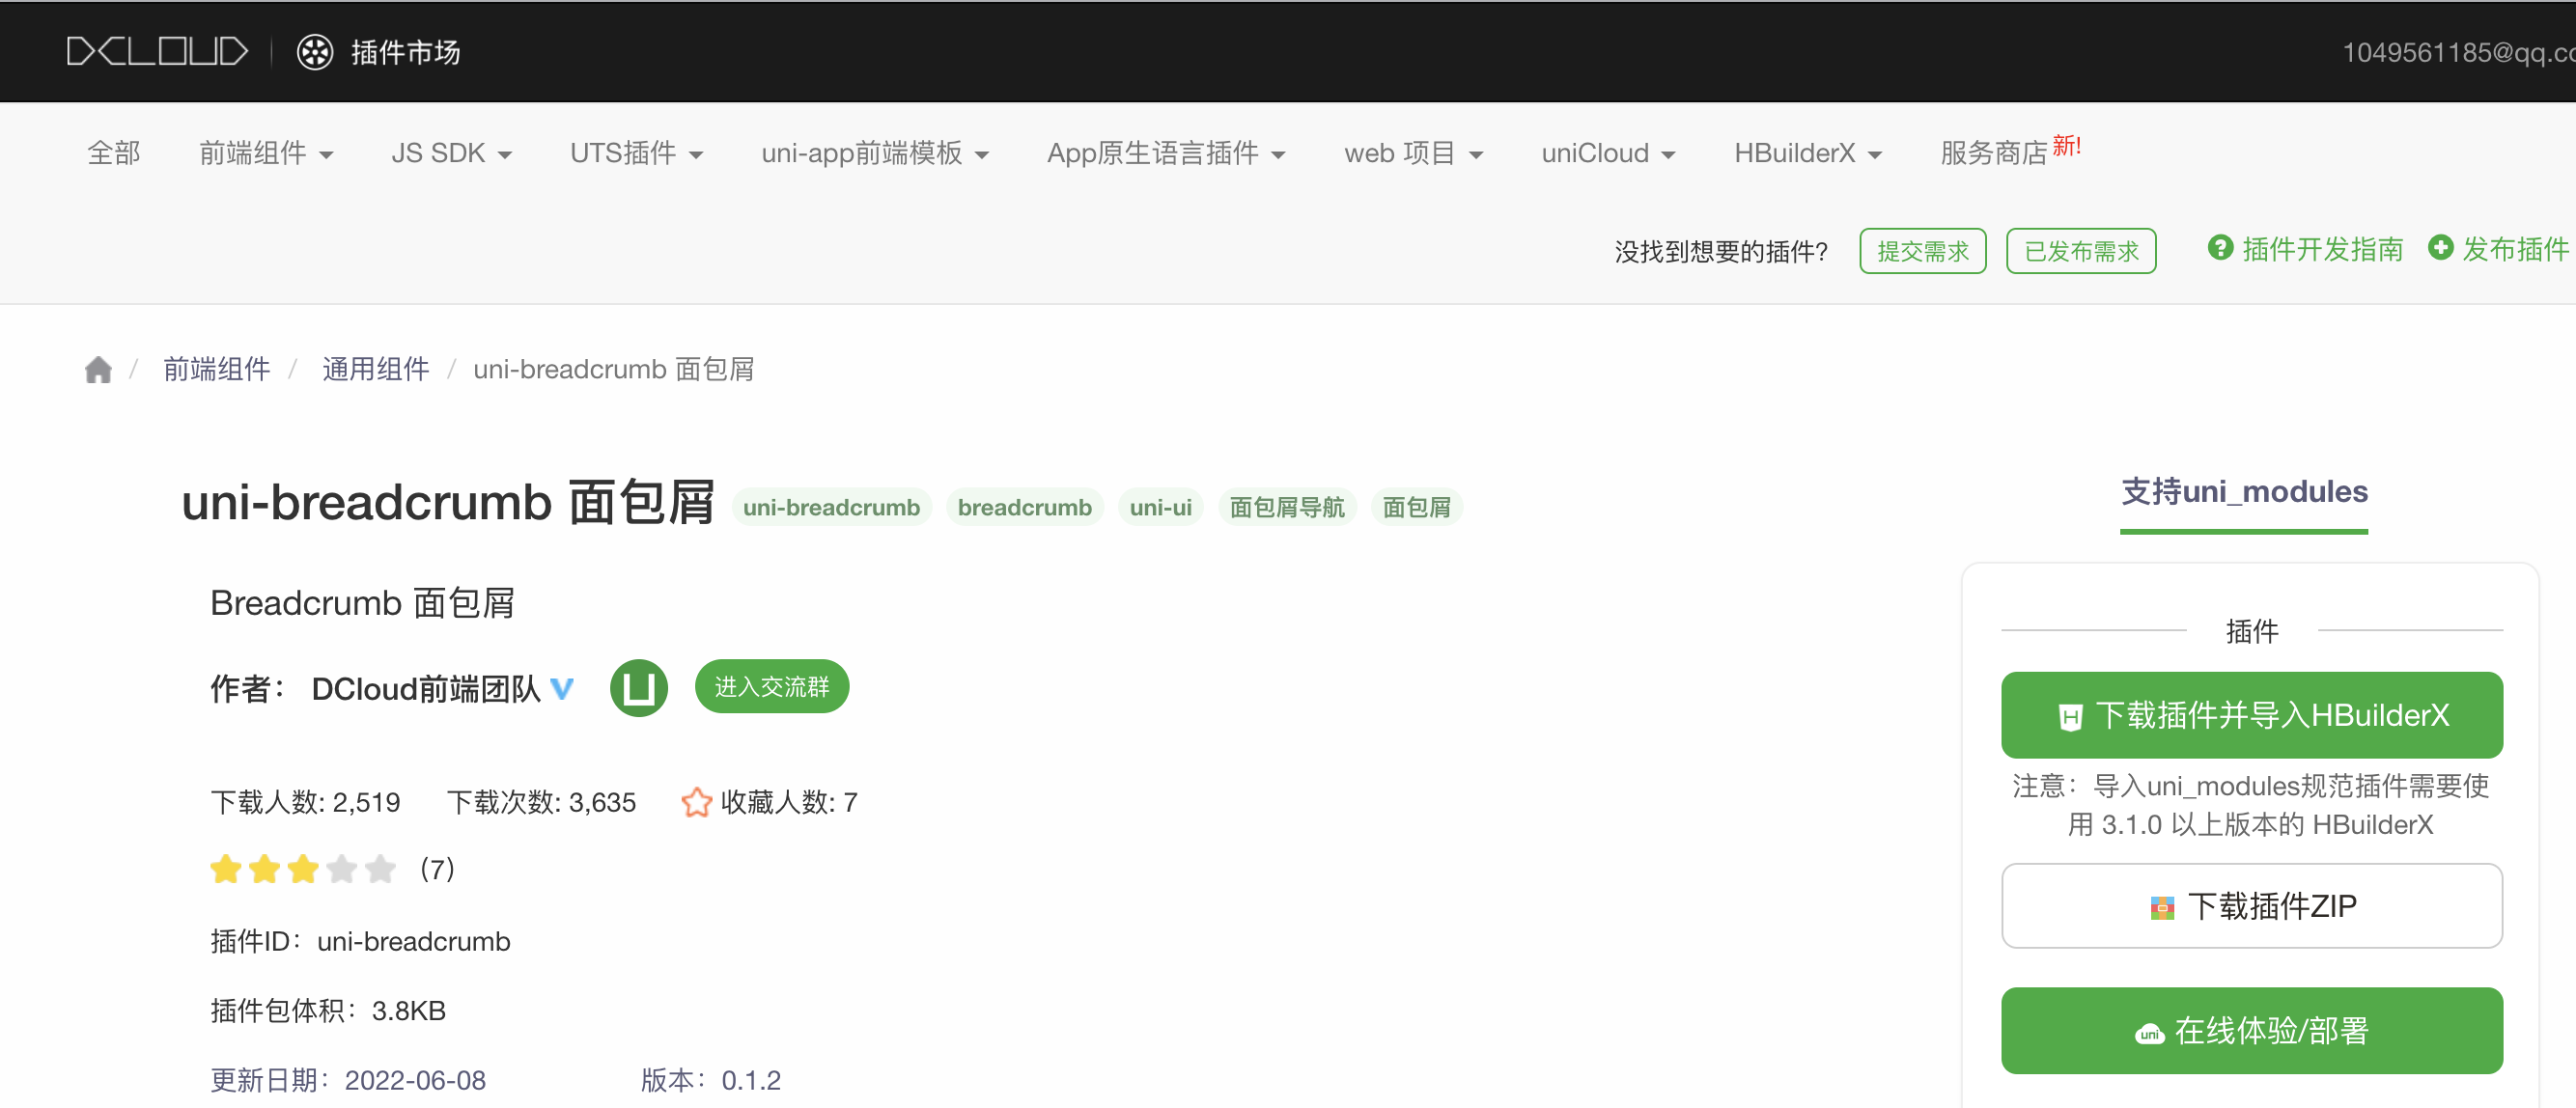 DCLOUD 插件市场
1049561185@qq.co
全部 前端组件 JS SDK UTS插件 uni-app前端模板 App原生语言插件 web 项目 uniCloud HBuilderX 服务商店 新!
没找到想要的插件? 提交需求 已发布需求 插件开发指南 发布插件
/ 前端组件 / 通用组件 / uni-breadcrumb 面包屑
uni-breadcrumb 面包屑 uni-breadcrumb breadcrumb uni-ui 面包屑导航 面包屑
Breadcrumb 面包屑
作者： DCloud前端团队 进入交流群
下载人数: 2,519 下载次数: 3,635 收藏人数: 7
(7)
插件ID：uni-breadcrumb
插件包体积：3.8KB
更新日期：2022-06-08 版本：0.1.2
支持uni_modules
插件
下载插件并导入HBuilderX
注意：导入uni_modules规范插件需要使
用 3.1.0 以上版本的 HBuilderX
下载插件ZIP
uni 在线体验/部署